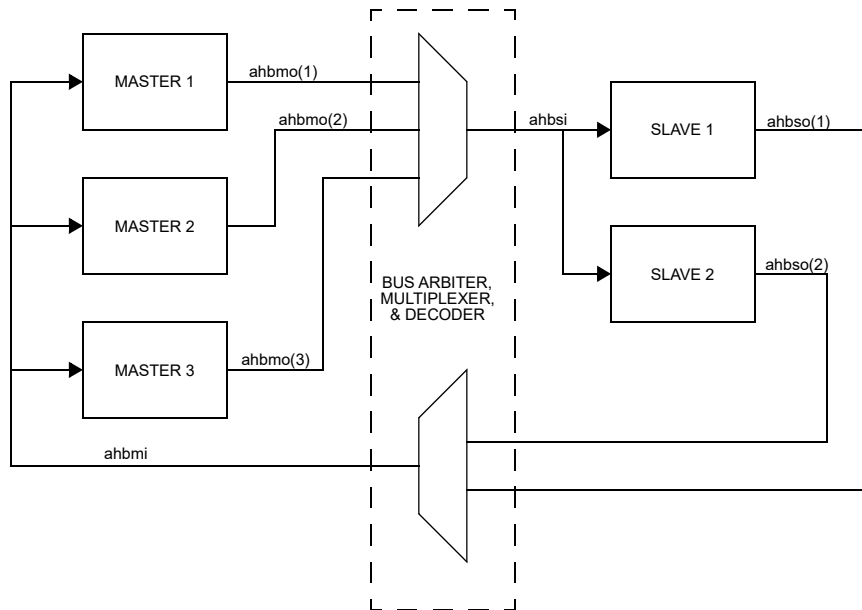 MASTER 1
ahbmo(1)
ahbmo(2)
ahbsi
SLAVE 1
ahbso(1)
MASTER 2
BUS ARBITER,
MULTIPLEXER,
& DECODER
SLAVE 2
ahbso(2)
MASTER 3
ahbmo(3)
ahbmi